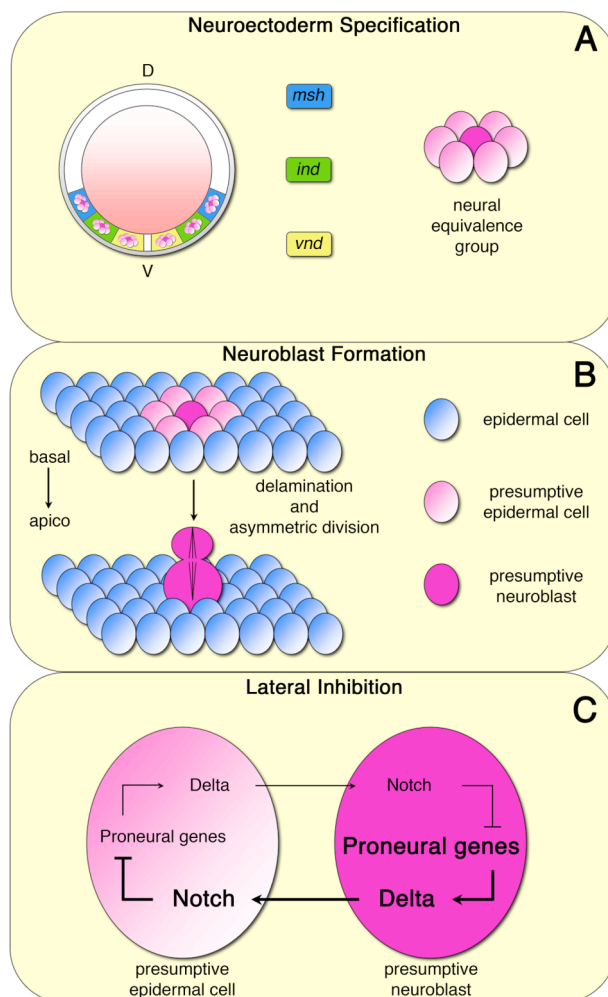 Neuroectoderm Specification
A
D
V
msh
ind
vnd
neural
equivalence
group
Neuroblast Formation
B
basal
apico
delamination
and
asymmetric division
epidermal cell
presumptive
epidermal cell
presumptive
neuroblast
Lateral Inhibition
C
Delta
Notch
Proneural genes
Proneural genes
Notch
Delta
presumptive
epidermal cell
presumptive
neuroblast